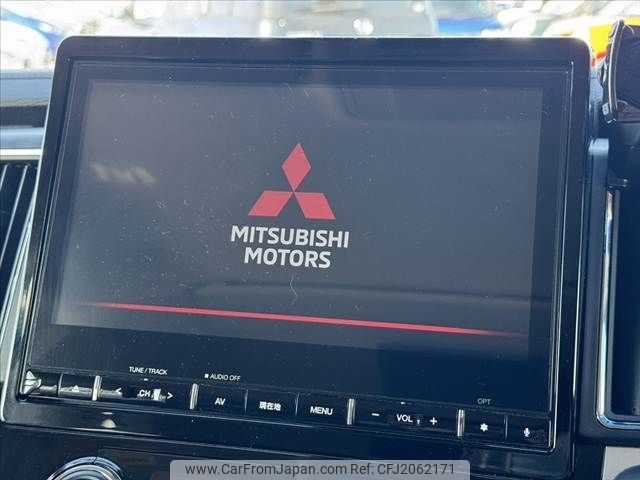 MITSUBISHI
MOTORS
TUNE / TRACK
■ AUDIO OFF
OPT
< CH >
AV
現在地
MENU
− VOL +
www.CarFromJapan.com | Ref: CFJ2062171